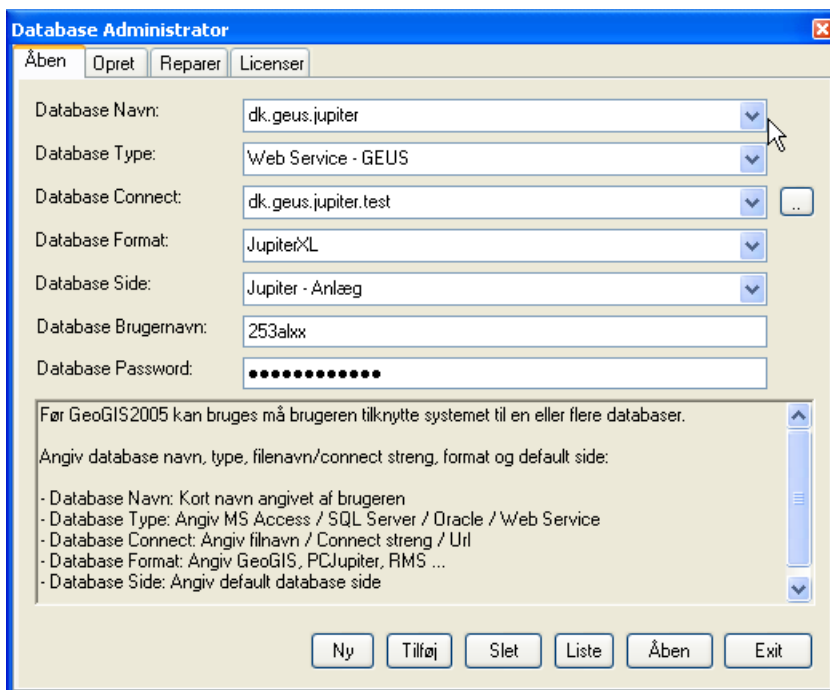 Database Administrator
Åben Opret Reparer Licenser
Database Navn: dk.geus.jupiter
Database Type: Web Service - GEUS
Database Connect: dk.geus.jupiter.test ..
Database Format: JupiterXL
Database Side: Jupiter - Anlæg
Database Brugernavn: 253alxx
Database Password: ●●●●●●●●●●●●
Før GeoGIS2005 kan bruges må brugeren tilknytte systemet til en eller flere databaser.
Angiv database navn, type, filenavn/connect streng, format og default side:
- Database Navn: Kort navn angivet af brugeren
- Database Type: Angiv MS Access / SQL Server / Oracle / Web Service
- Database Connect: Angiv filnavn / Connect streng / Url
- Database Format: Angiv GeoGIS, PCJupiter, RMS ...
- Database Side: Angiv default database side
Ny Tilføj Slet Liste Åben Exit